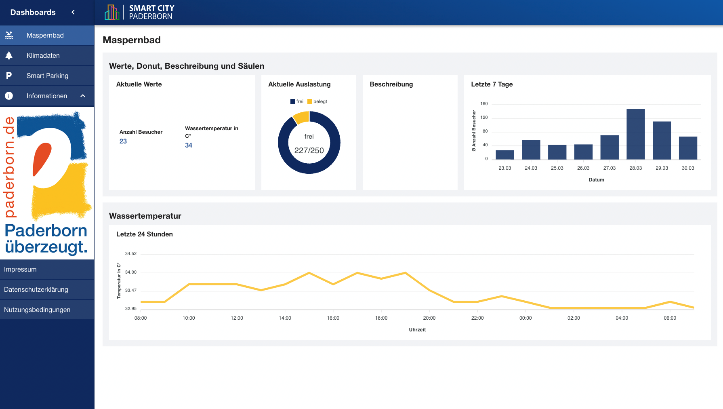 Dashboards
SMART CITY
PADERBORN
Maspernbad
Klimadaten
Smart Parking
Informationen
paderborn.de
Paderborn
überzeugt.
Impressum
Datenschutzerklärung
Nutzungsbedingungen
Maspernbad
Werte, Donut, Beschreibung und Säulen
Aktuelle Werte
Anzahl Besucher
23
Wassertemperatur in
C°
34
Aktuelle Auslastung
frei
belegt
frei
227/250
Beschreibung
Letzte 7 Tage
Ø Anzahl Besucher
160
80
40
0
23.03
24.03
25.03
26.03
27.03
28.03
29.03
30.03
Datum
Wassertemperatur
Letzte 24 Stunden
Temperatur in C°
08:00
10:00
12:00
14:00
16:00
18:00
20:00
22:00
00:00
02:00
04:00
06:00
Uhrzeit